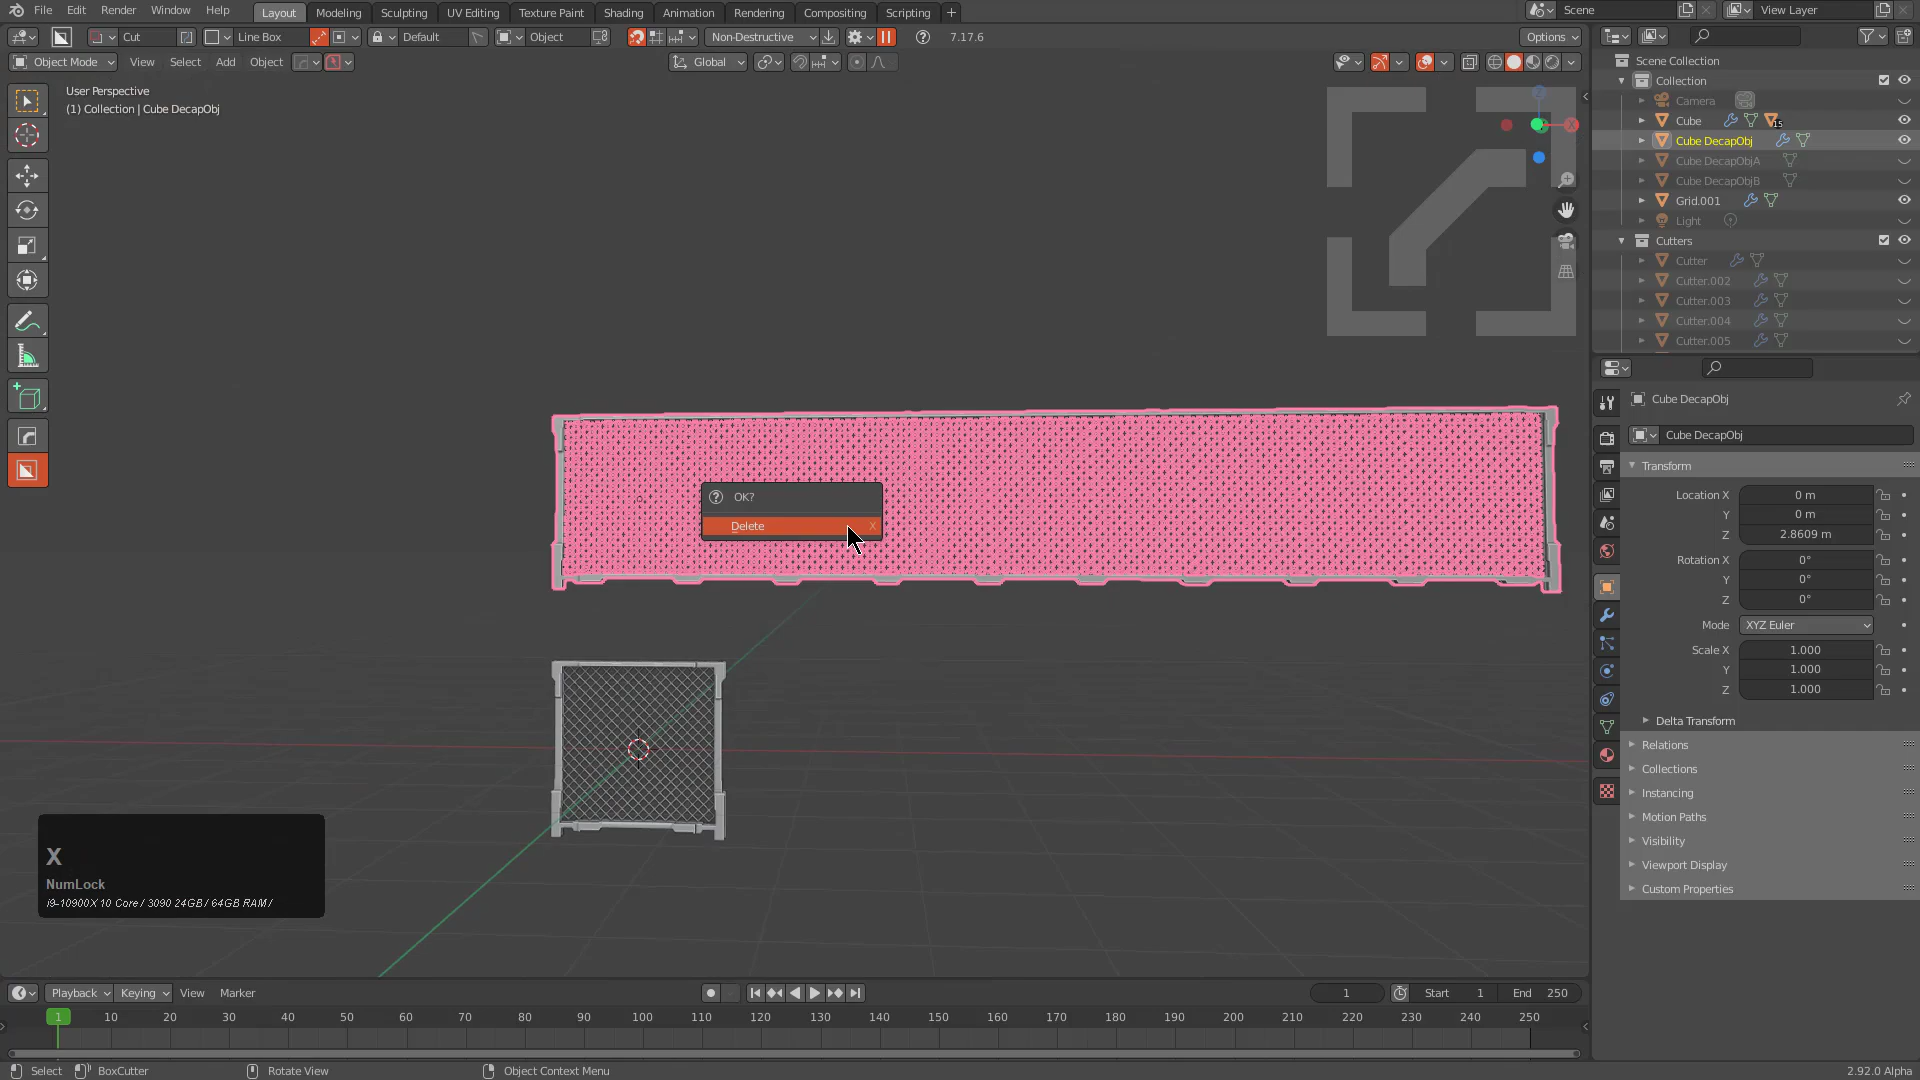 File Edit Render Window Help Layout Modeling Sculpting UV Editing Texture Paint Shading Animation Rendering Compositing Scripting + Scene View Layer
Cut Line Box Default Object Non-Destructive 7.17.6 Options
Object Mode View Select Add Object Global
User Perspective
(1) Collection | Cube DecapObj
Scene Collection
Collection
Camera
Cube 15
Cube DecapObj
Cube DecapObjA
Cube DecapObjB
Grid.001
Light
Cutters
Cutter
Cutter.002
Cutter.003
Cutter.004
Cutter.005
X
OK?
Delete X
Cube DecapObj
Cube DecapObj
Transform
Location X 0 m
Y 0 m
Z 2.8609 m
Rotation X 0°
Y 0°
Z 0°
Mode XYZ Euler
Scale X 1.000
Y 1.000
Z 1.000
Delta Transform
Relations
Collections
Instancing
Motion Paths
Visibility
Viewport Display
Custom Properties
X
NumLock
i9-10900X 10 Core / 3090 24GB / 64GB RAM /
Playback Keying View Marker 1 Start 1 End 250
1 10 20 30 40 50 60 70 80 90 100 110 120 130 140 150 160 170 180 190 200 210 220 230 240 250
Select BoxCutter Rotate View Object Context Menu 2.92.0 Alpha